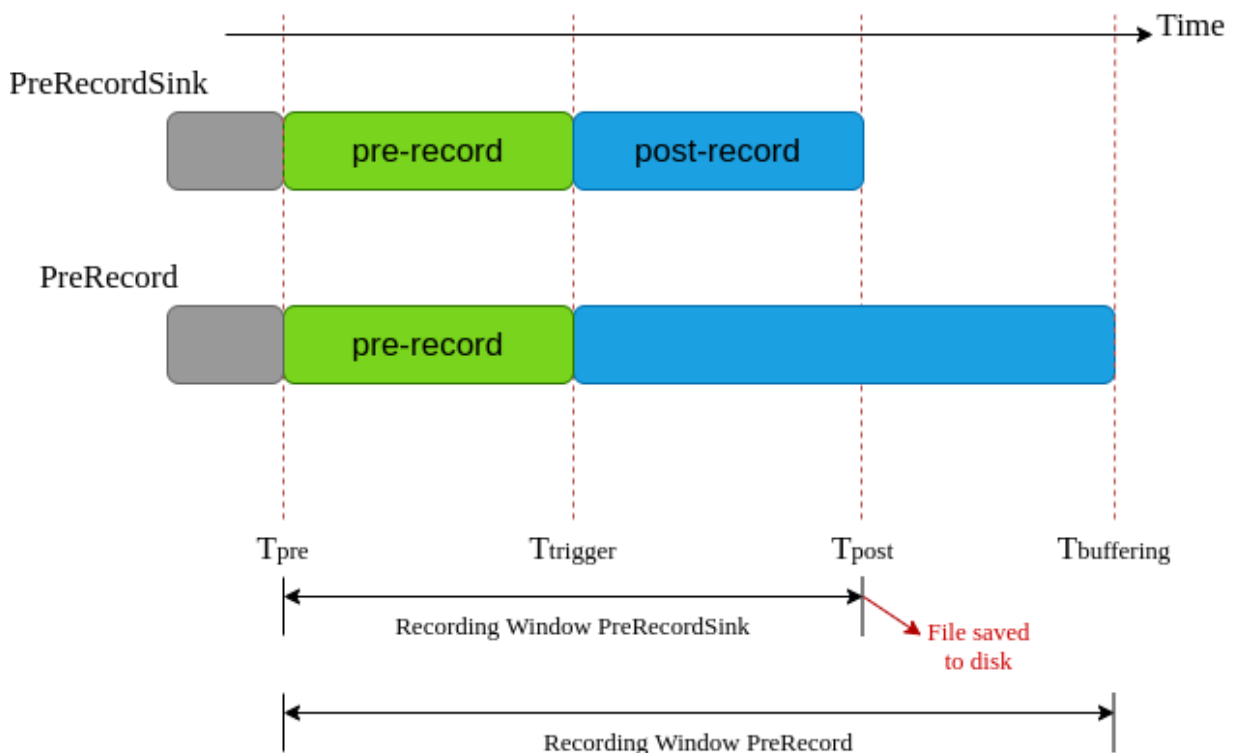 Time
PreRecordSink
pre-record
post-record
PreRecord
pre-record
Tpre
Ttrigger
Tpost
Tbuffering
Recording Window PreRecordSink
File saved
to disk
Recording Window PreRecord